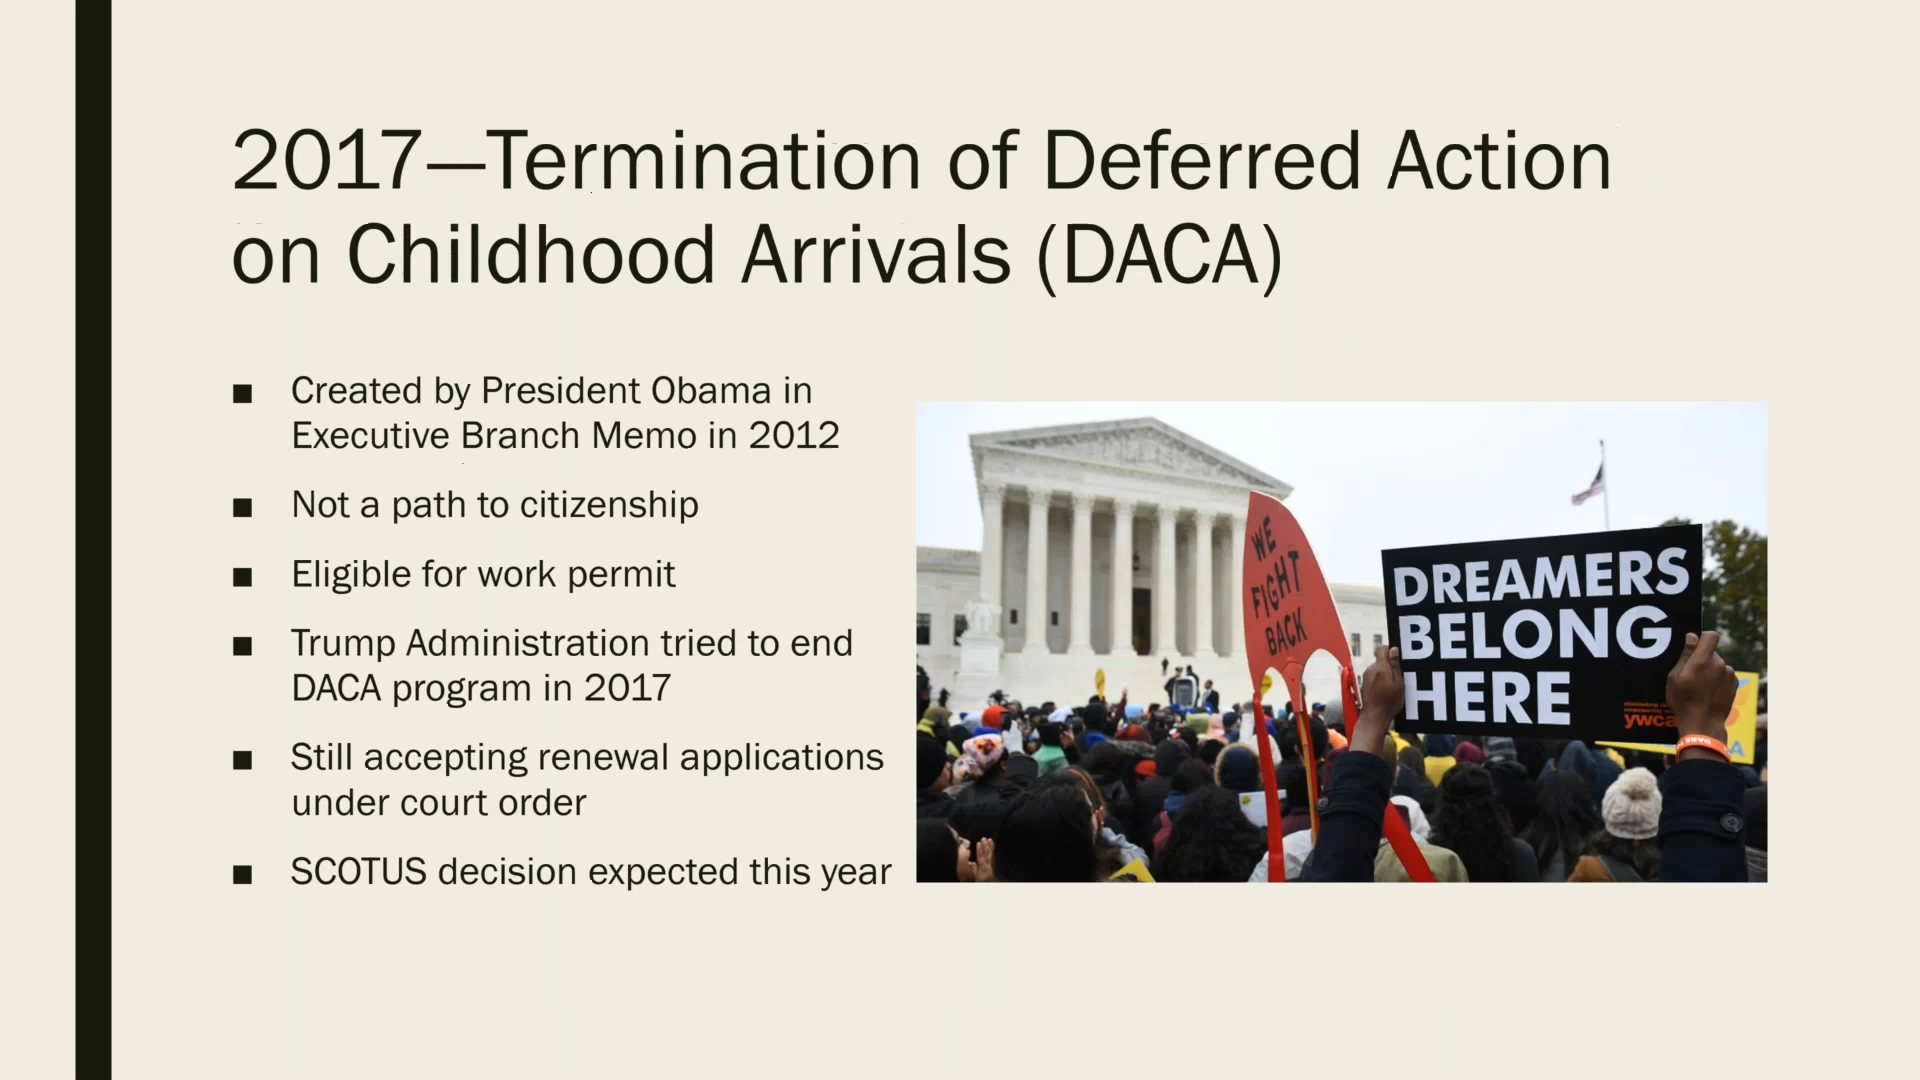 2017—Termination of Deferred Action
on Childhood Arrivals (DACA)
■ Created by President Obama in
Executive Branch Memo in 2012
■ Not a path to citizenship
■ Eligible for work permit
■ Trump Administration tried to end
DACA program in 2017
■ Still accepting renewal applications
under court order
■ SCOTUS decision expected this year
WE
FIGHT
BACK
DREAMERS
BELONG
HERE
ywca